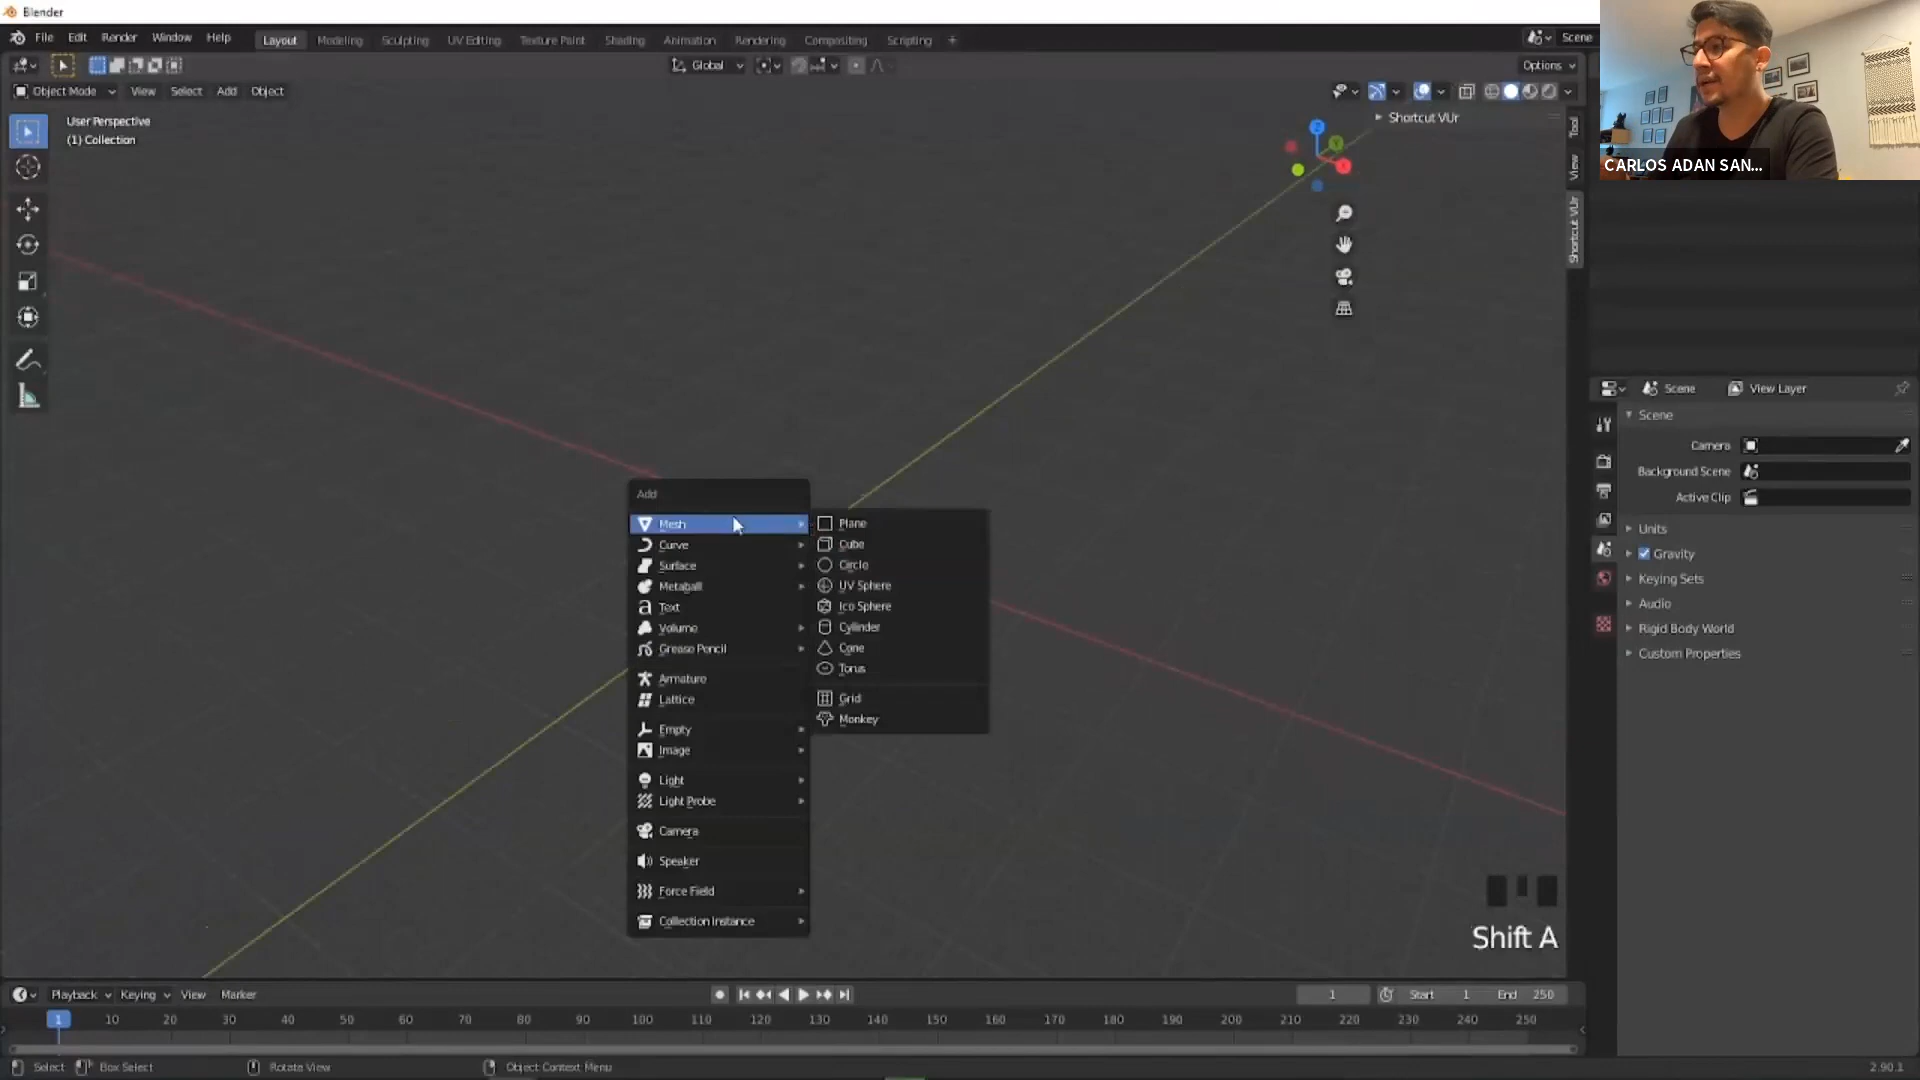 Blender
File Edit Render Window Help Layout Modeling Sculpting UV Editing Texture Paint Shading Animation Rendering Compositing Scripting + Scene
Global Options
Object Mode View Select Add Object
User Perspective
(1) Collection
Shortcut VUr
Z
Y
X
Tool
View
Shortcut VUr
CARLOS ADAN SAN...
Add
Mesh
Curve
Surface
Metaball
Text
Volume
Grease Pencil
Armature
Lattice
Empty
Image
Light
Light Probe
Camera
Speaker
Force Field
Collection Instance
Plane
Cube
Circle
UV Sphere
Ico Sphere
Cylinder
Cone
Torus
Grid
Monkey
Scene View Layer
Scene
Camera
Background Scene
Active Clip
Units
Gravity
Keying Sets
Audio
Rigid Body World
Custom Properties
Shift A
Playback Keying View Marker 1 Start 1 End 250
1 10 20 30 40 50 60 70 80 90 100 110 120 130 140 150 160 170 180 190 200 210 220 230 240 250
Select Box Select Rotate View Object Context Menu 2.90.1